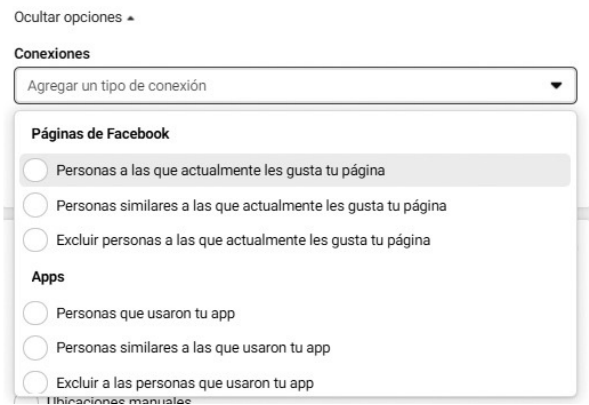 Ocultar opciones ▴
Conexiones
Agregar un tipo de conexión
Páginas de Facebook
Personas a las que actualmente les gusta tu página
Personas similares a las que actualmente les gusta tu página
Excluir personas a las que actualmente les gusta tu página
Apps
Personas que usaron tu app
Personas similares a las que usaron tu app
Excluir a las personas que usaron tu app
Ubicaciones manuales